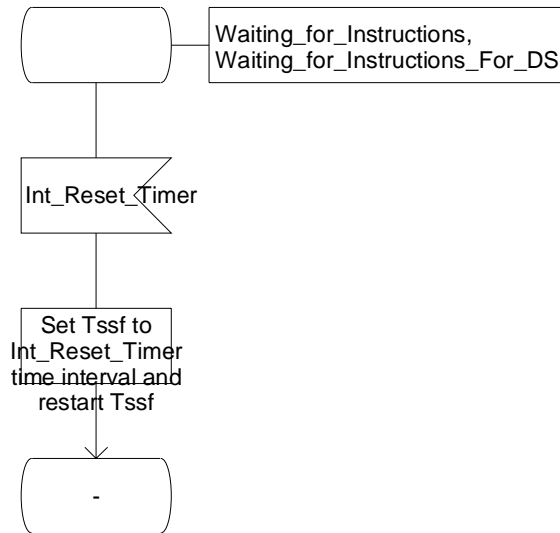 Waiting_for_Instructions,
Waiting_for_Instructions_For_DS
Int_Reset_Timer
Set Tssf to
Int_Reset_Timer
time interval and
restart Tssf
-